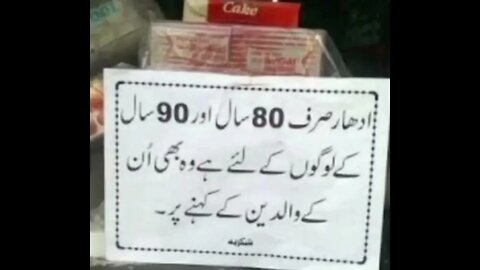 Cake
ادھار صرف 80 سال اور 90 سال
کے لوگوں کے لئے ہے وہ بھی اُن
کے والدین کے کہنے پر۔
شکریہ